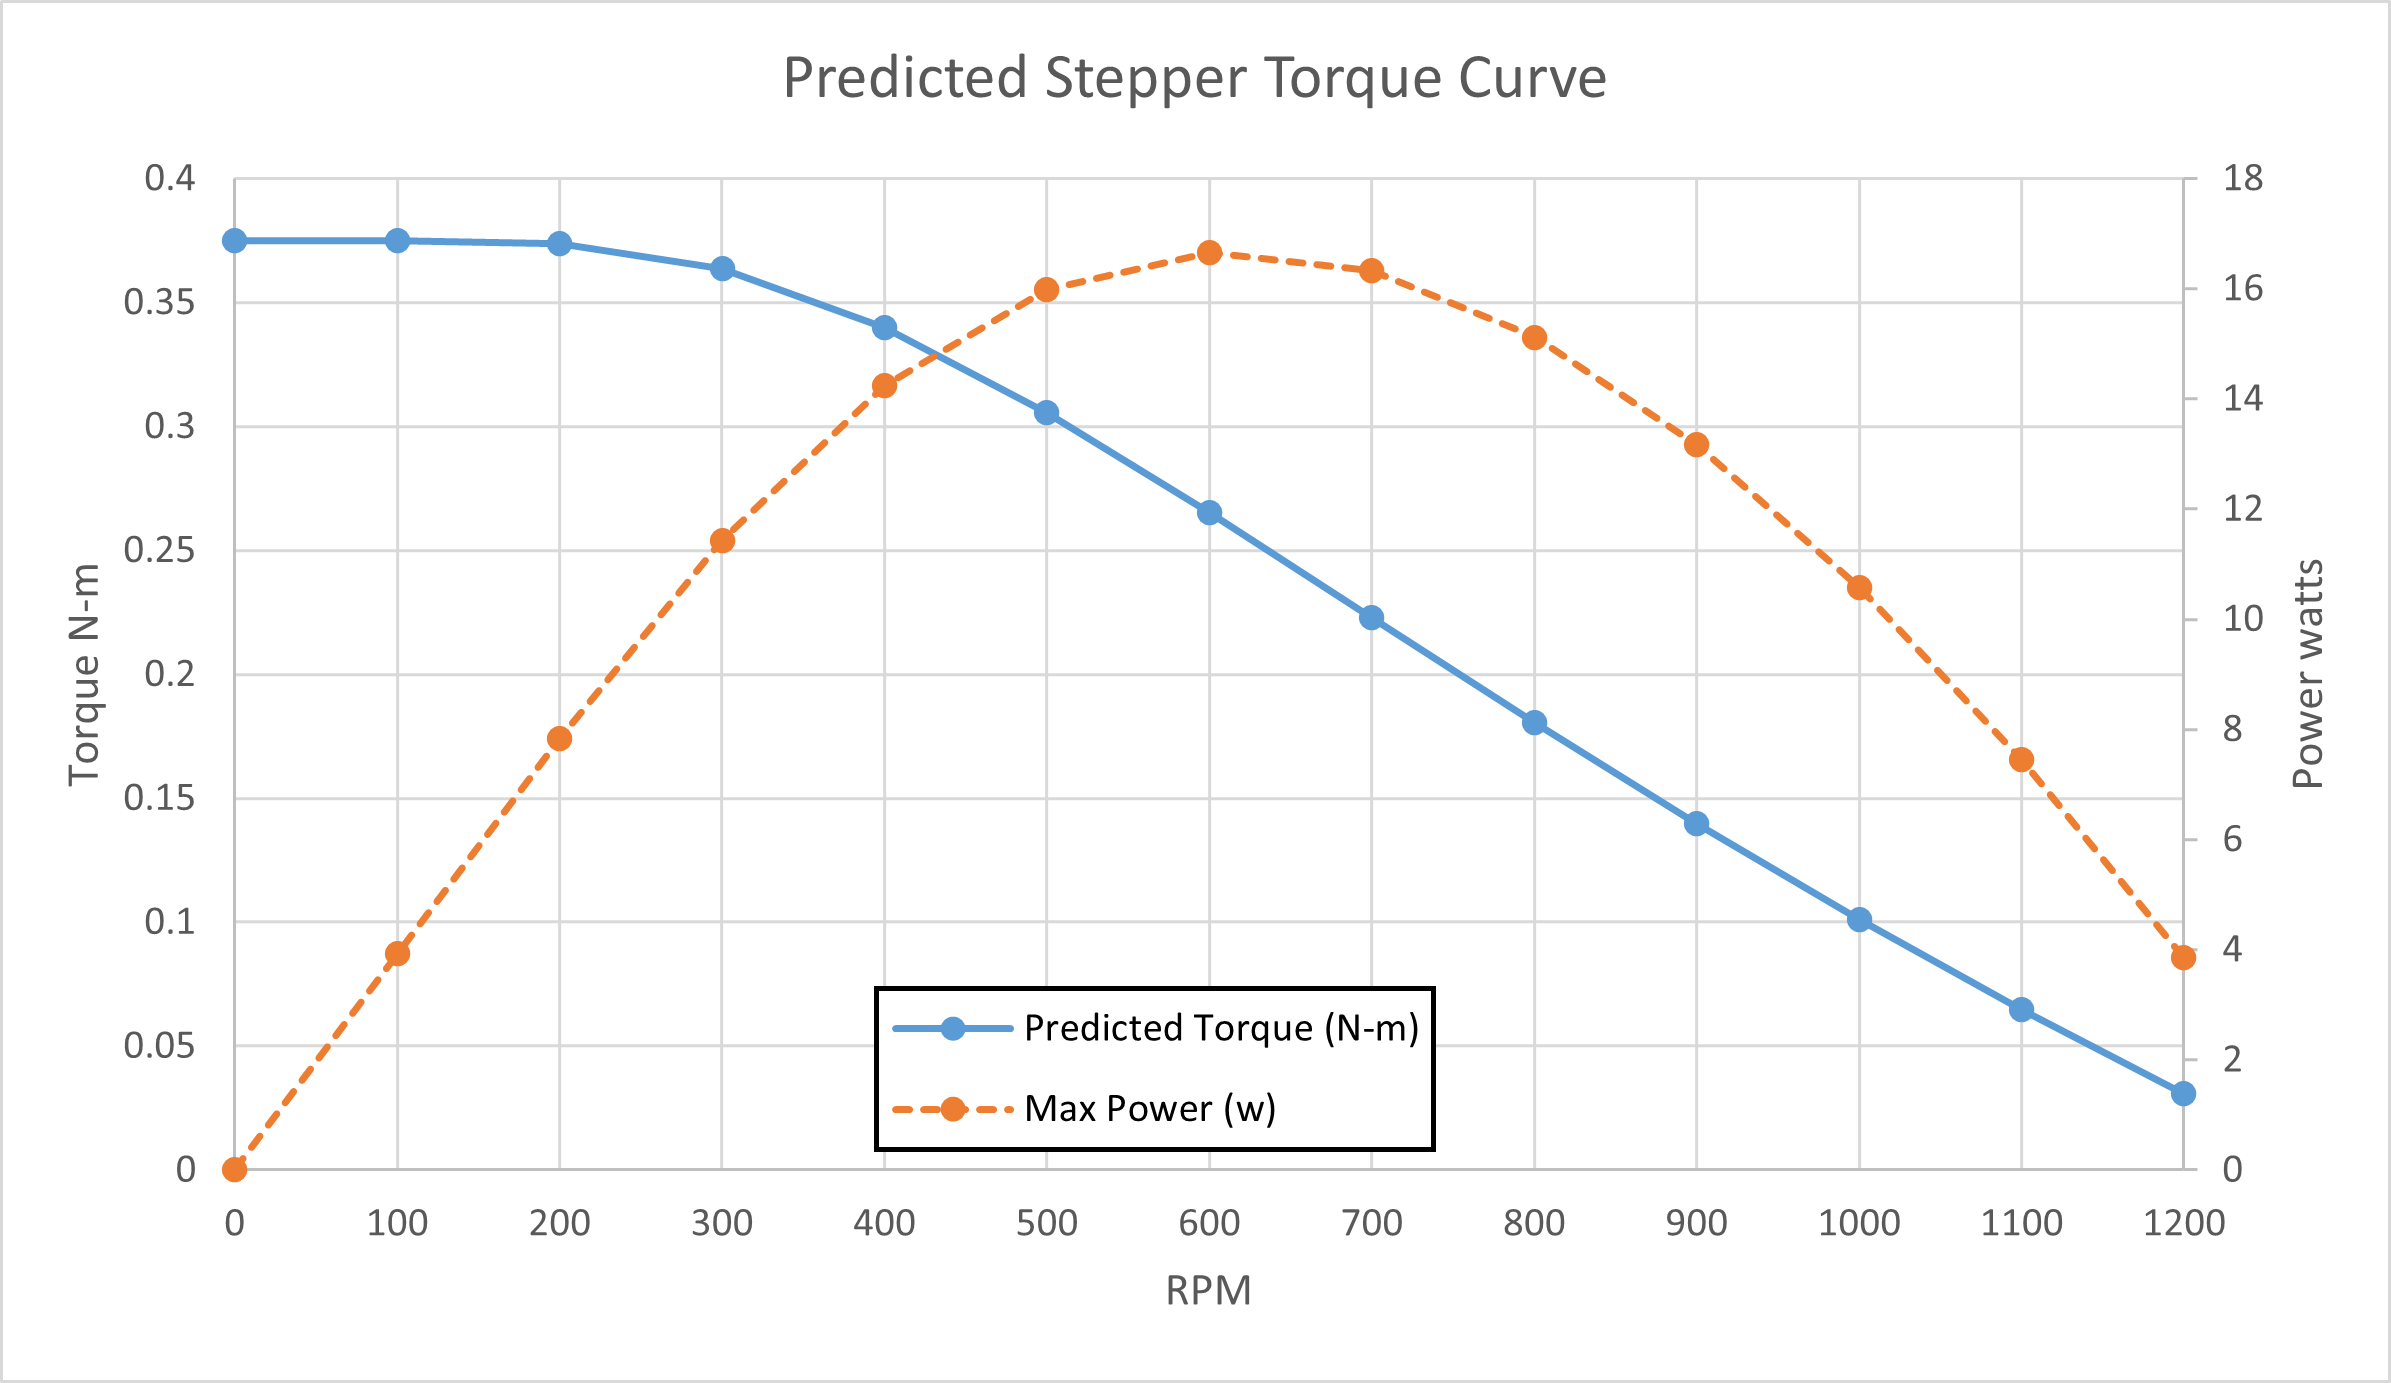 Predicted Stepper Torque Curve
0.4
0.35
0.3
0.25
0.2
0.15
0.1
0.05
0
Torque N-m
18
16
14
12
10
8
6
4
2
0
Power watts
Predicted Torque (N-m)
Max Power (w)
0 100 200 300 400 500 600 700 800 900 1000 1100 1200
RPM